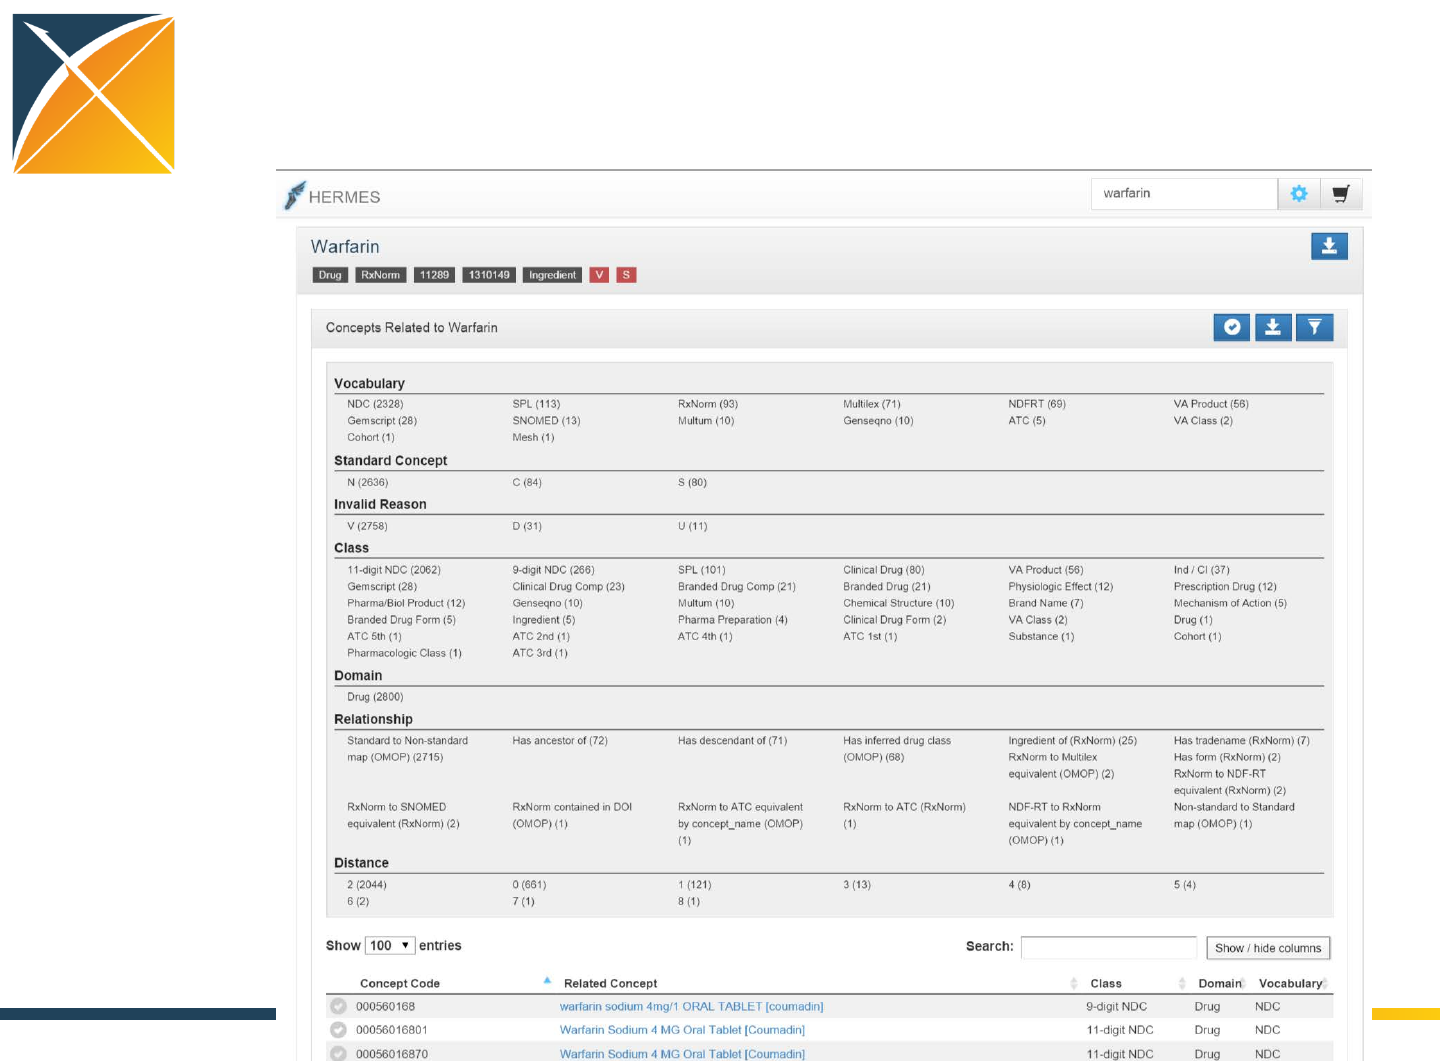 HERMES
warfarin
Warfarin
Drug RxNorm 11289 1310149 Ingredient V S
Concepts Related to Warfarin
Vocabulary
NDC (2328) SPL (113) RxNorm (93) Multilex (71) NDFRT (69) VA Product (56)
Gemscript (28) SNOMED (13) Multum (10) Genseqno (10) ATC (5) VA Class (2)
Cohort (1) Mesh (1)
Standard Concept
N (2636) C (84) S (80)
Invalid Reason
V (2758) D (31) U (11)
Class
11-digit NDC (2062) 9-digit NDC (266) SPL (101) Clinical Drug (80) VA Product (56) Ind / CI (37)
Gemscript (28) Clinical Drug Comp (23) Branded Drug Comp (21) Branded Drug (21) Physiologic Effect (12) Prescription Drug (12)
Pharma/Biol Product (12) Genseqno (10) Multum (10) Chemical Structure (10) Brand Name (7) Mechanism of Action (5)
Branded Drug Form (5) Ingredient (5) Pharma Preparation (4) Clinical Drug Form (2) VA Class (2) Drug (1)
ATC 5th (1) ATC 2nd (1) ATC 4th (1) ATC 1st (1) Substance (1) Cohort (1)
Pharmacologic Class (1) ATC 3rd (1)
Domain
Drug (2800)
Relationship
Standard to Non-standard Has ancestor of (72) Has descendant of (71) Has inferred drug class Ingredient of (RxNorm) (25) Has tradename (RxNorm) (7)
map (OMOP) (2715) (OMOP) (68) RxNorm to Multilex Has form (RxNorm) (2)
equivalent (OMOP) (2) RxNorm to NDF-RT
equivalent (RxNorm) (2)
RxNorm to SNOMED RxNorm contained in DOI RxNorm to ATC equivalent RxNorm to ATC (RxNorm) NDF-RT to RxNorm Non-standard to Standard
equivalent (RxNorm) (2) (OMOP) (1) by concept_name (OMOP) (1) equivalent by concept_name map (OMOP) (1)
(1) (OMOP) (1)
Distance
2 (2044) 0 (661) 1 (121) 3 (13) 4 (8) 5 (4)
6 (2) 7 (1) 8 (1)
Show 100 entries Search: Show / hide columns
Concept Code Related Concept Class Domain Vocabulary
000560168 warfarin sodium 4mg/1 ORAL TABLET [coumadin] 9-digit NDC Drug NDC
00056016801 Warfarin Sodium 4 MG Oral Tablet [Coumadin] 11-digit NDC Drug NDC
00056016870 Warfarin Sodium 4 MG Oral Tablet [Coumadin] 11-digit NDC Drug NDC